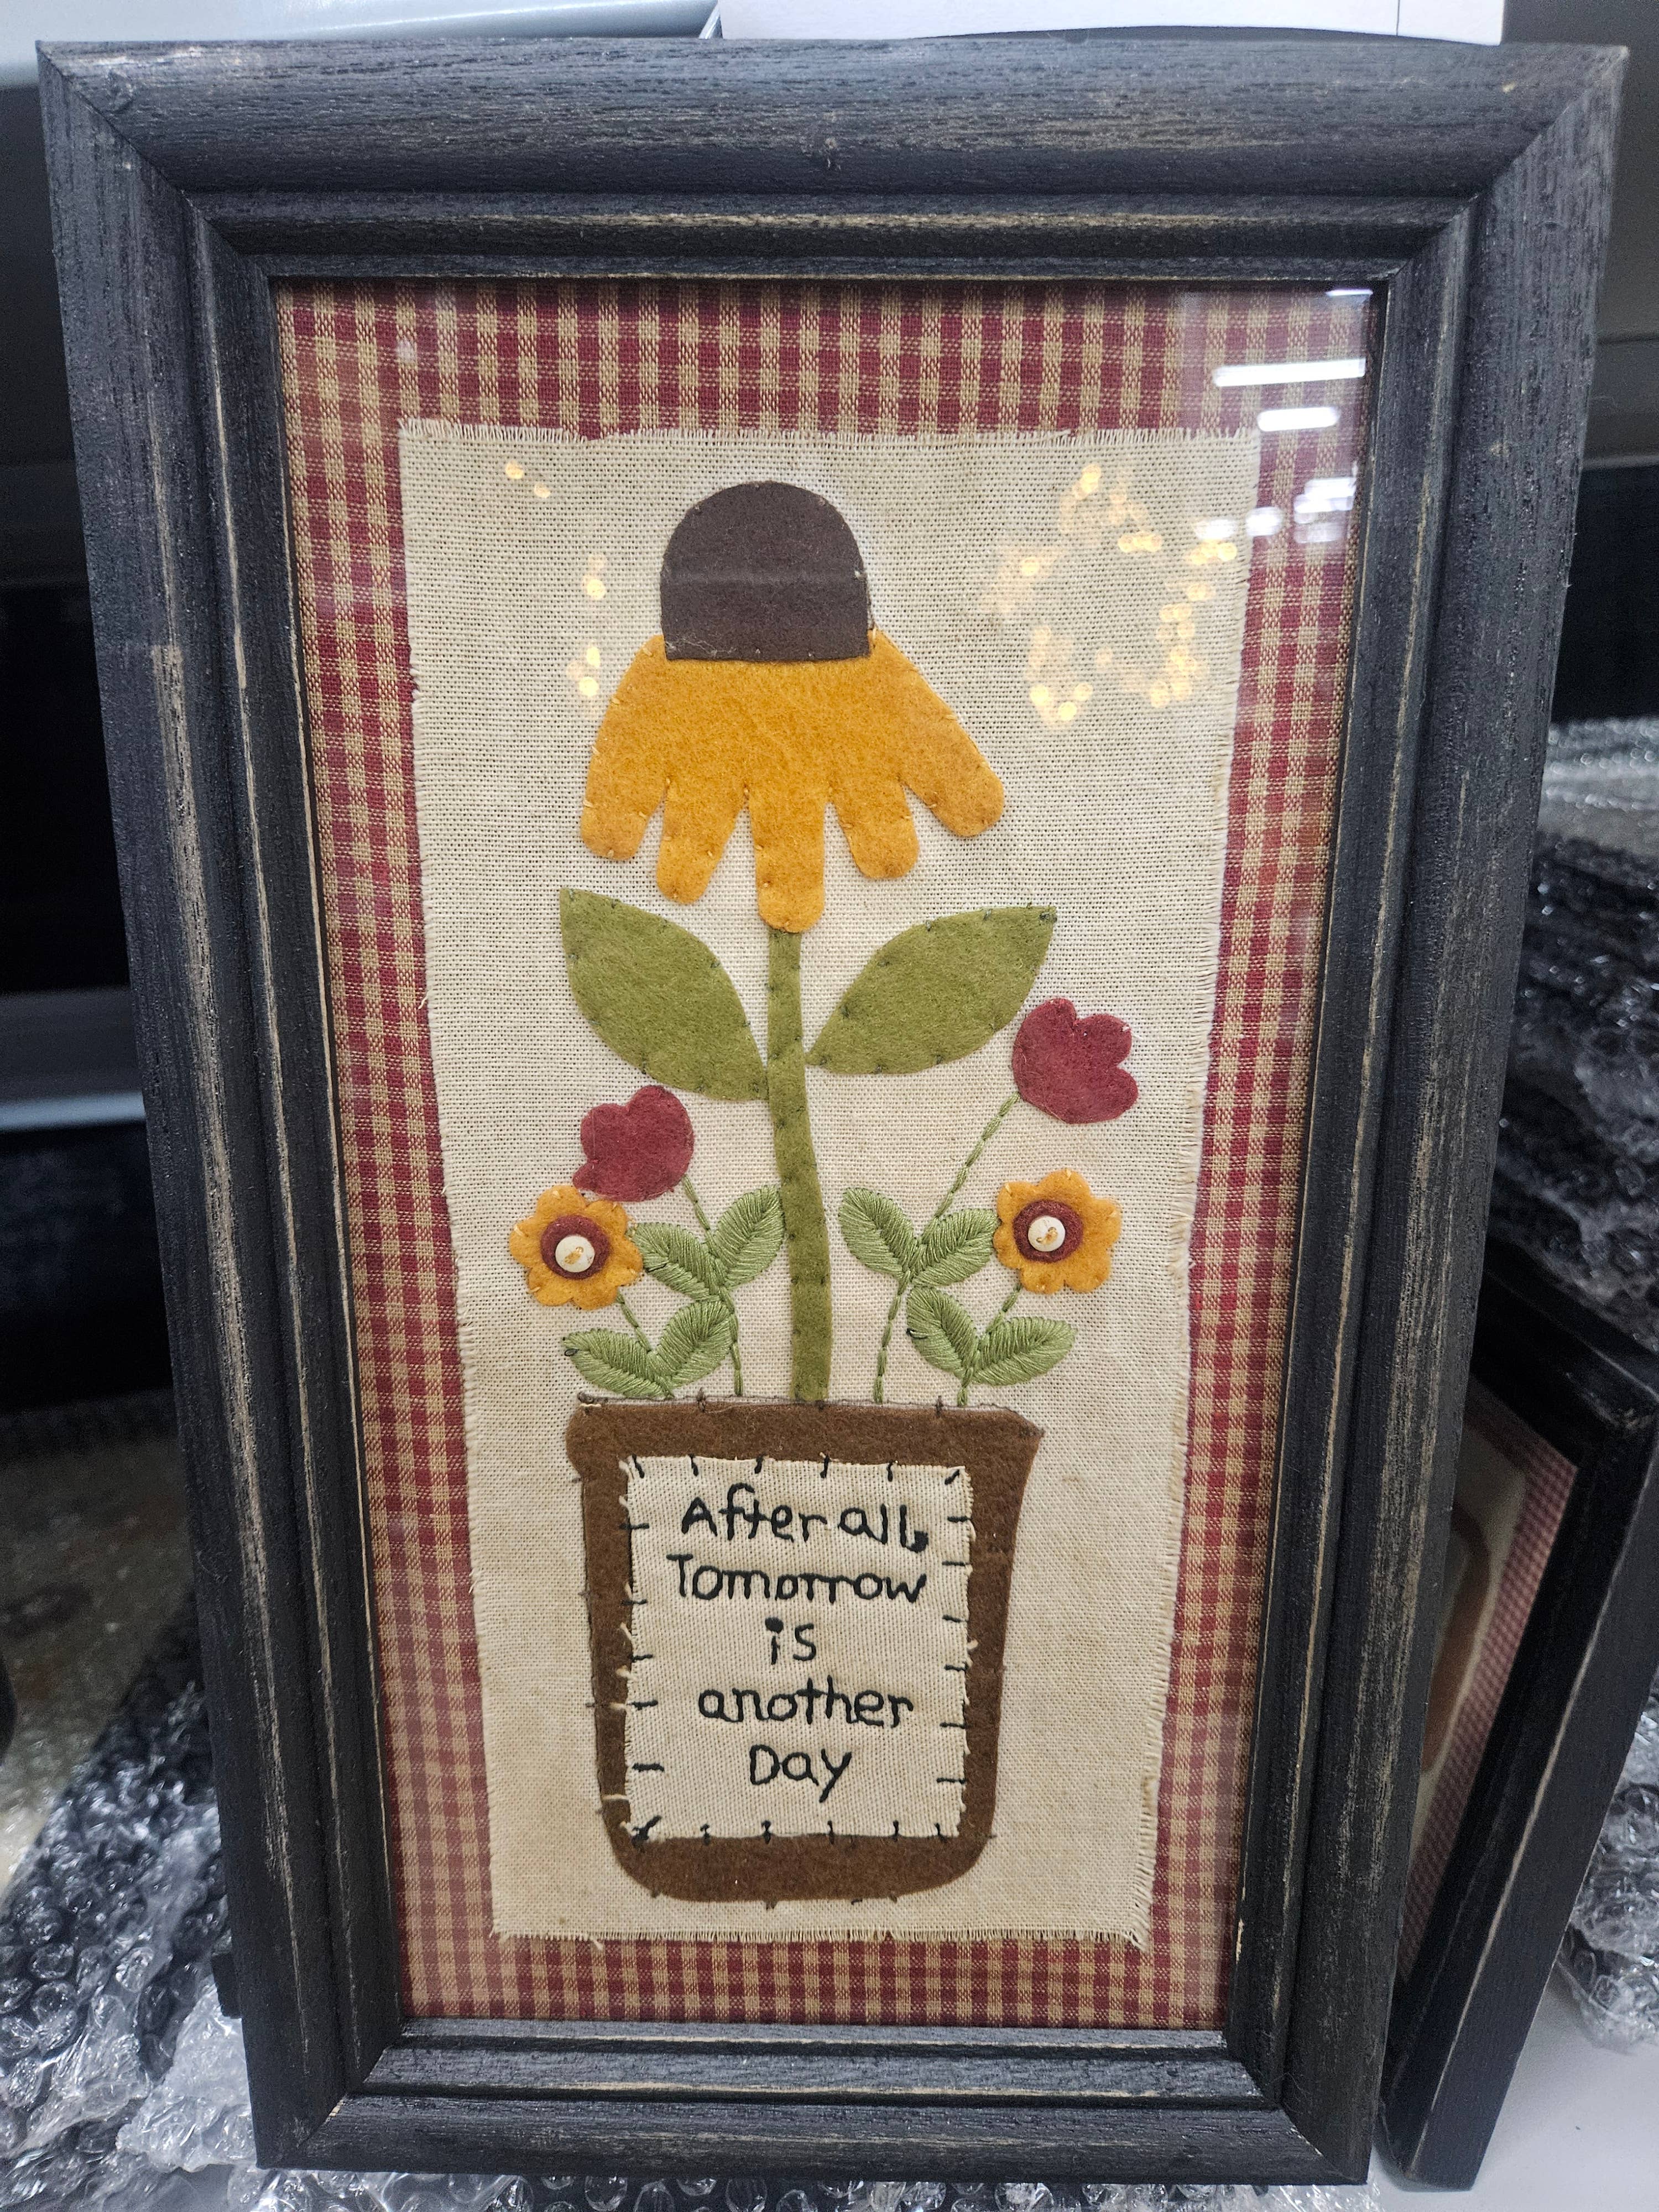 After all,
Tomorrow
is
another
Day